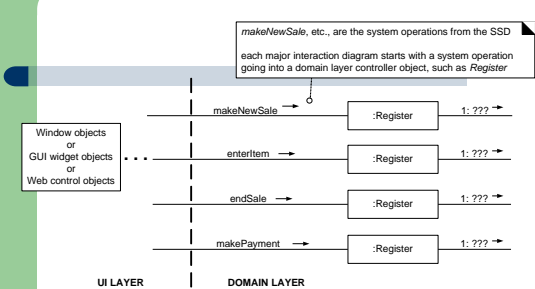 makeNewSale, etc., are the system operations from the SSD
each major interaction diagram starts with a system operation
going into a domain layer controller object, such as Register
makeNewSale
:Register
1: ???
Window objects
or
GUI widget objects
or
Web control objects
. . .
enterItem
:Register
1: ???
endSale
:Register
1: ???
makePayment
:Register
1: ???
UI LAYER
DOMAIN LAYER